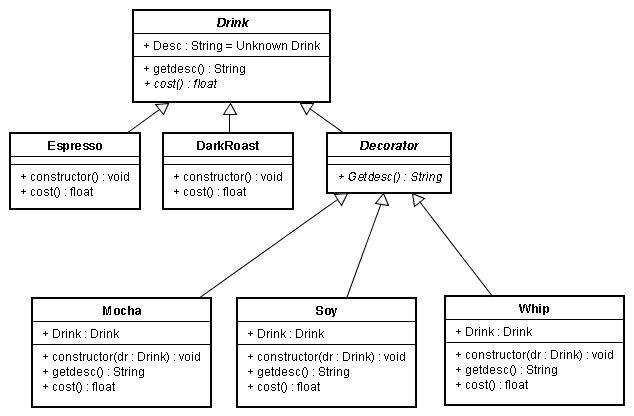 Drink
+ Desc : String = Unknown Drink
+ getdesc() : String
+ cost() : float
Espresso
+ constructor() : void
+ cost() : float
DarkRoast
+ constructor() : void
+ cost() : float
Decorator
+ Getdesc() : String
Mocha
+ Drink : Drink
+ constructor(dr : Drink) : void
+ getdesc() : String
+ cost() : float
Soy
+ Drink : Drink
+ constructor(dr : Drink) : void
+ getdesc() : String
+ cost() : float
Whip
+ Drink : Drink
+ constructor(dr : Drink) : void
+ getdesc() : String
+ cost() : float